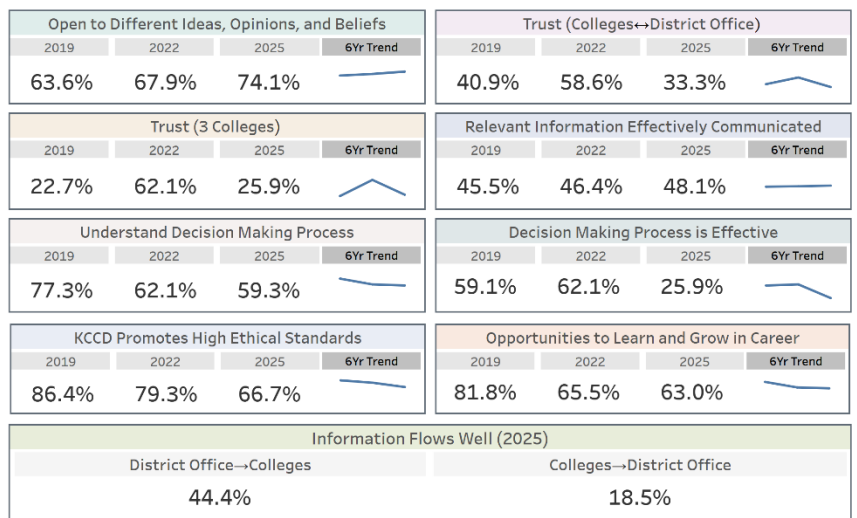 Open to Different Ideas, Opinions, and Beliefs
2019 2022 2025 6Yr Trend
63.6% 67.9% 74.1%
Trust (Colleges↔District Office)
2019 2022 2025 6Yr Trend
40.9% 58.6% 33.3%
Trust (3 Colleges)
2019 2022 2025 6Yr Trend
22.7% 62.1% 25.9%
Relevant Information Effectively Communicated
2019 2022 2025 6Yr Trend
45.5% 46.4% 48.1%
Understand Decision Making Process
2019 2022 2025 6Yr Trend
77.3% 62.1% 59.3%
Decision Making Process is Effective
2019 2022 2025 6Yr Trend
59.1% 62.1% 25.9%
KCCD Promotes High Ethical Standards
2019 2022 2025 6Yr Trend
86.4% 79.3% 66.7%
Opportunities to Learn and Grow in Career
2019 2022 2025 6Yr Trend
81.8% 65.5% 63.0%
Information Flows Well (2025)
District Office→Colleges Colleges→District Office
44.4% 18.5%